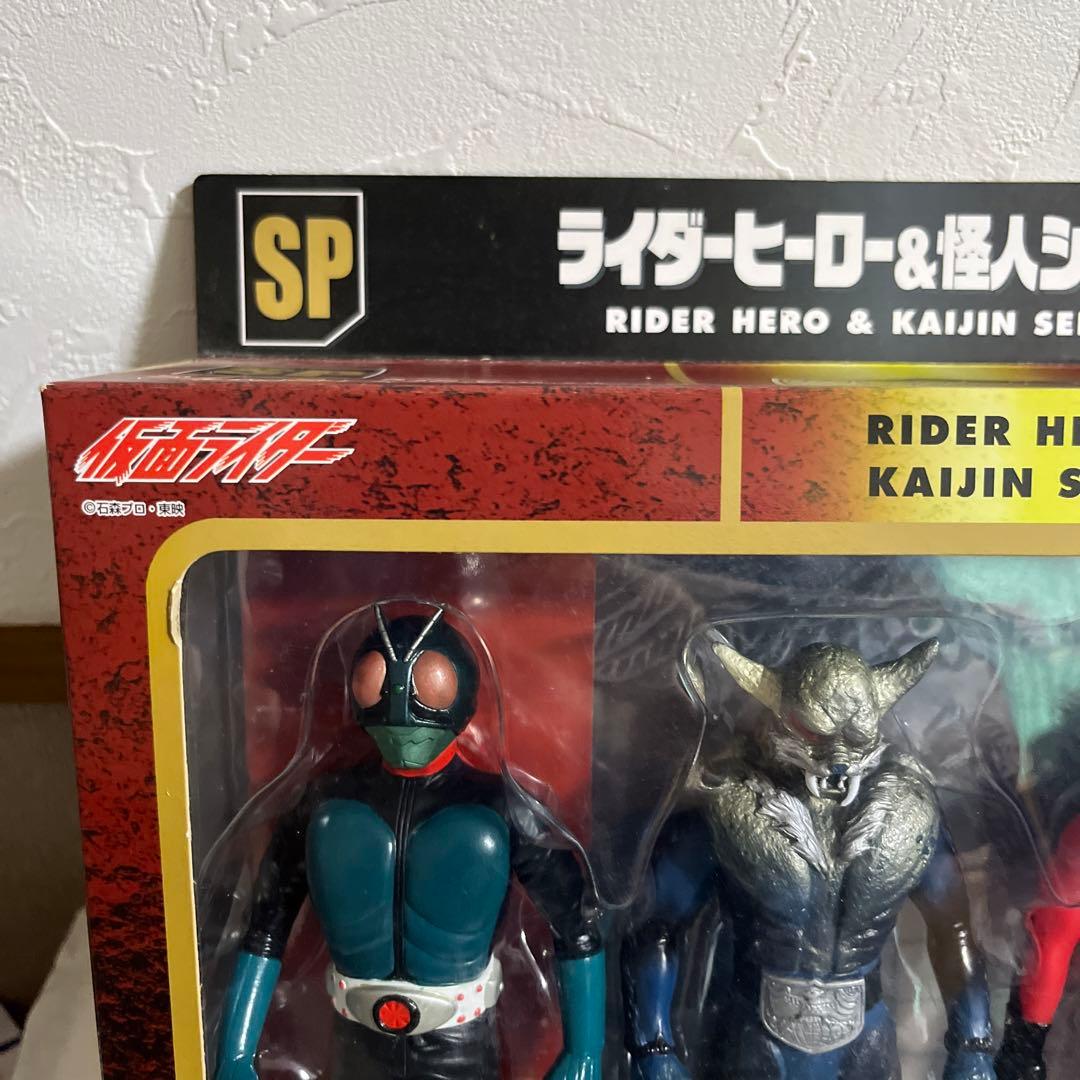 SP
ライダーヒーロー&怪人シ
RIDER HERO & KAIJIN SE
仮面ライダー
©石森プロ・東映
RIDER H
KAIJIN S